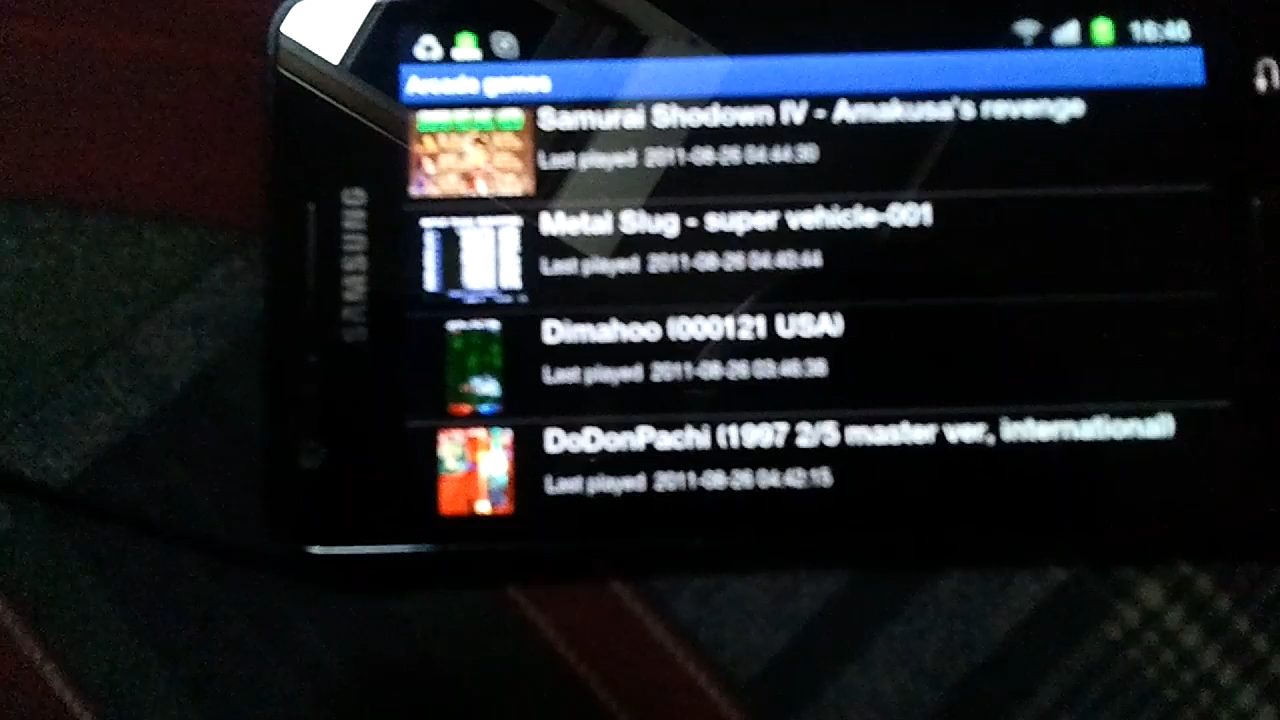 16:46
Arcade games
Samurai Shodown IV - Amakusa's revenge
Last played 2011-08-26 04:44:30
Metal Slug - super vehicle-001
Last played 2011-08-26 04:43:44
Dimahoo (000121 USA)
Last played 2011-08-26 03:46:38
DoDonPachi (1997 2/5 master ver, international)
Last played 2011-08-26 04:42:15
SAMSUNG